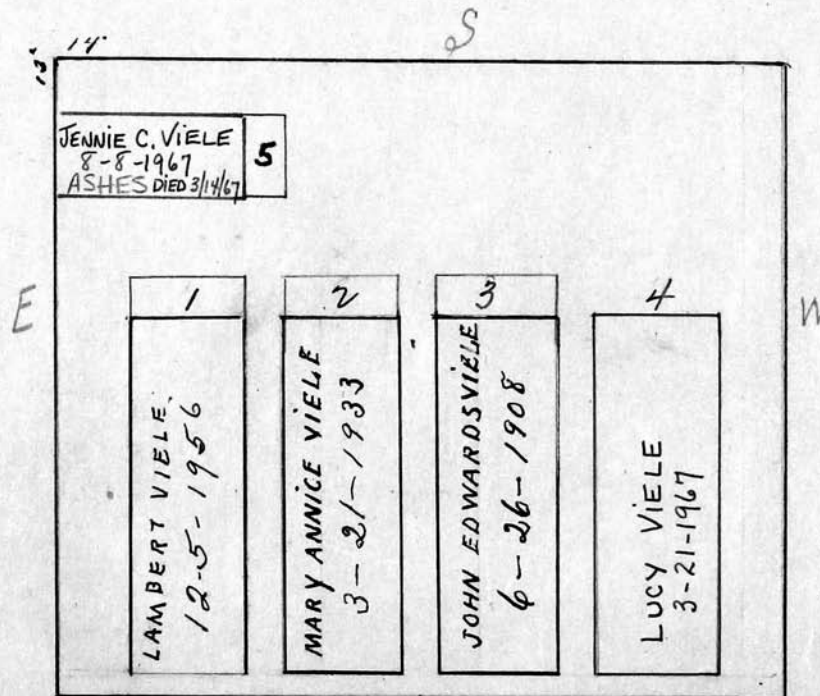 S
14'
13'
JENNIE C. VIELE
8-8-1967
ASHES DIED 3/14/67
5
E
W
1
2
3
4
LAMBERT VIELE
12-5-1956
MARY ANNICE VIELE
3-21-1933
JOHN EDWARDS VIELE
6-26-1908
LUCY VIELE
3-21-1967